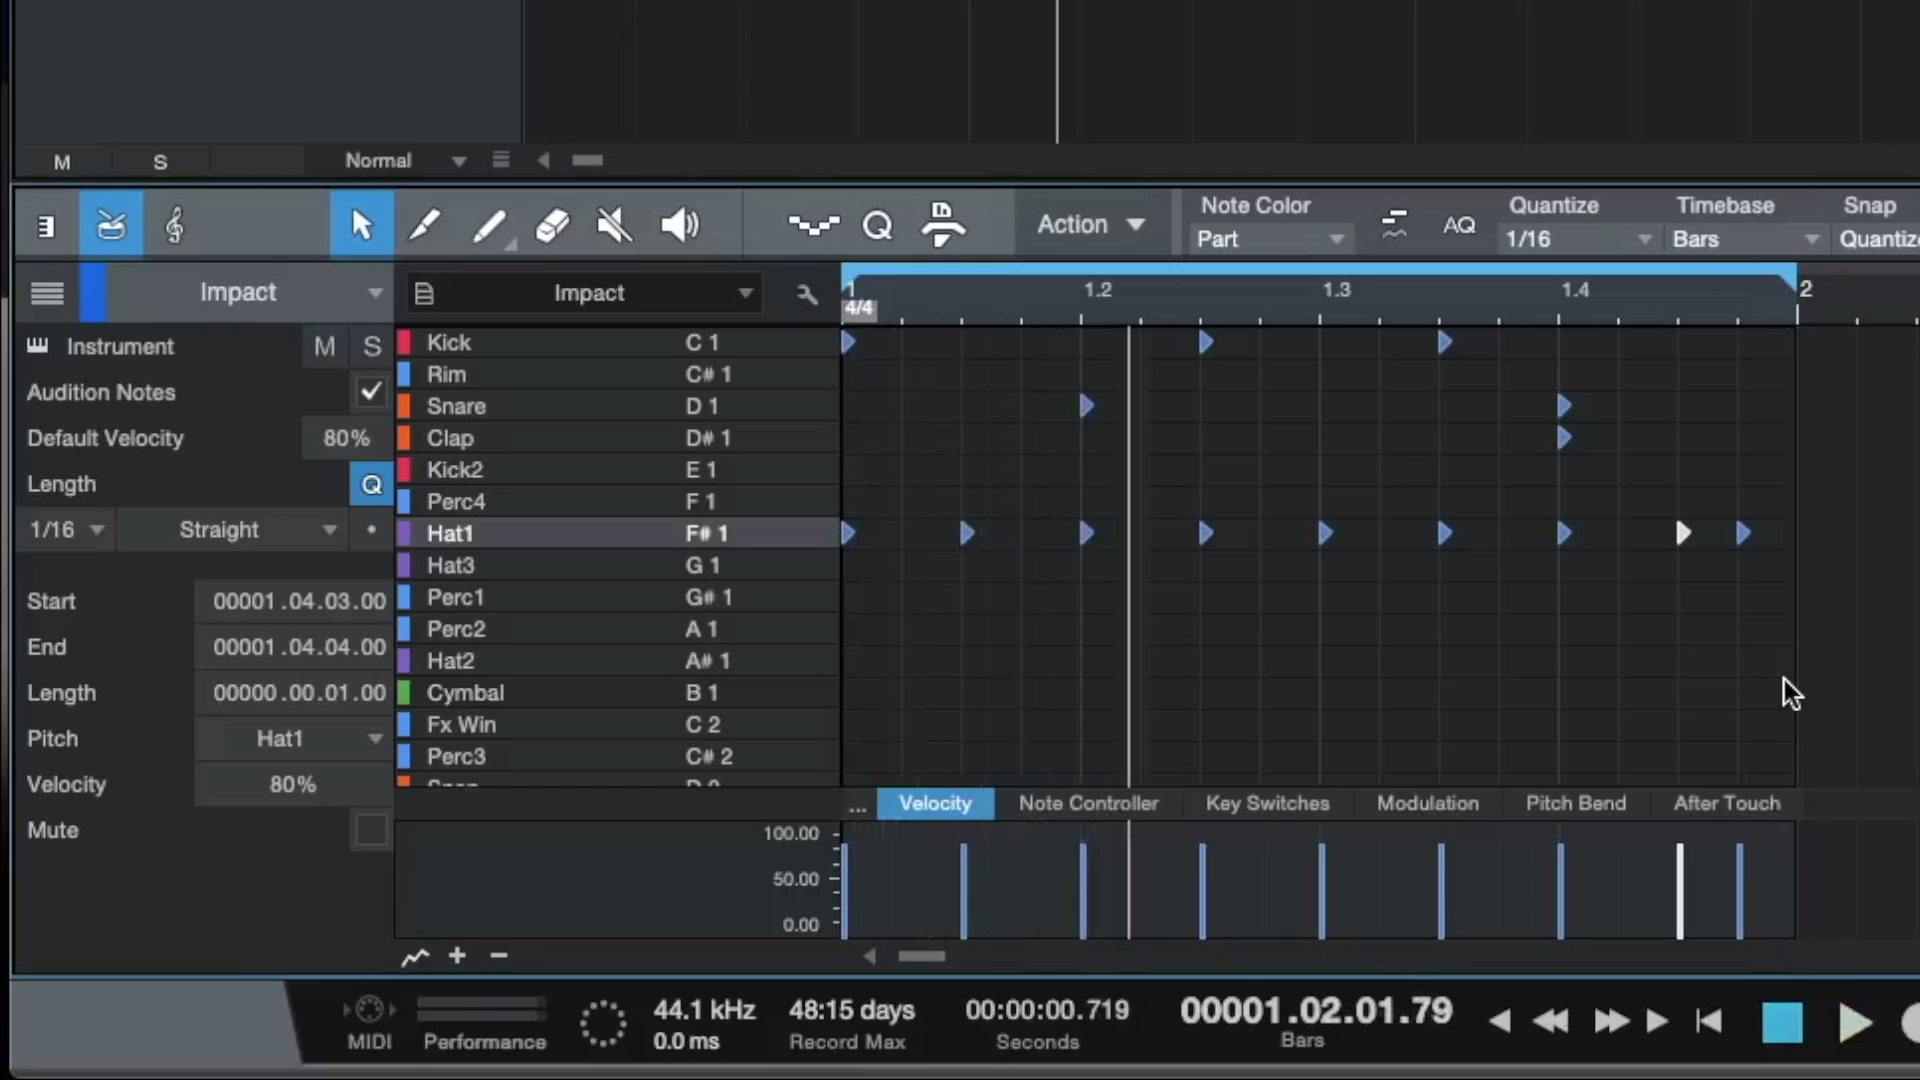 M S Normal
Action
Note Color
Part
AQ
Quantize
1/16
Timebase
Bars
Snap
Impact
Impact
1 1.2 1.3 1.4 2
4/4
Instrument M S
Audition Notes
Default Velocity 80%
Length Q
1/16 Straight
Start 00001.04.03.00
End 00001.04.04.00
Length 00000.00.01.00
Pitch Hat1
Velocity 80%
Mute
Kick C 1
Rim C# 1
Snare D 1
Clap D# 1
Kick2 E 1
Perc4 F 1
Hat1 F# 1
Hat3 G 1
Perc1 G# 1
Perc2 A 1
Hat2 A# 1
Cymbal B 1
Fx Win C 2
Perc3 C# 2
... Velocity Note Controller Key Switches Modulation Pitch Bend After Touch
100.00
50.00
0.00
MIDI
Performance
44.1 kHz
0.0 ms
48:15 days
Record Max
00:00:00.719
Seconds
00001.02.01.79
Bars